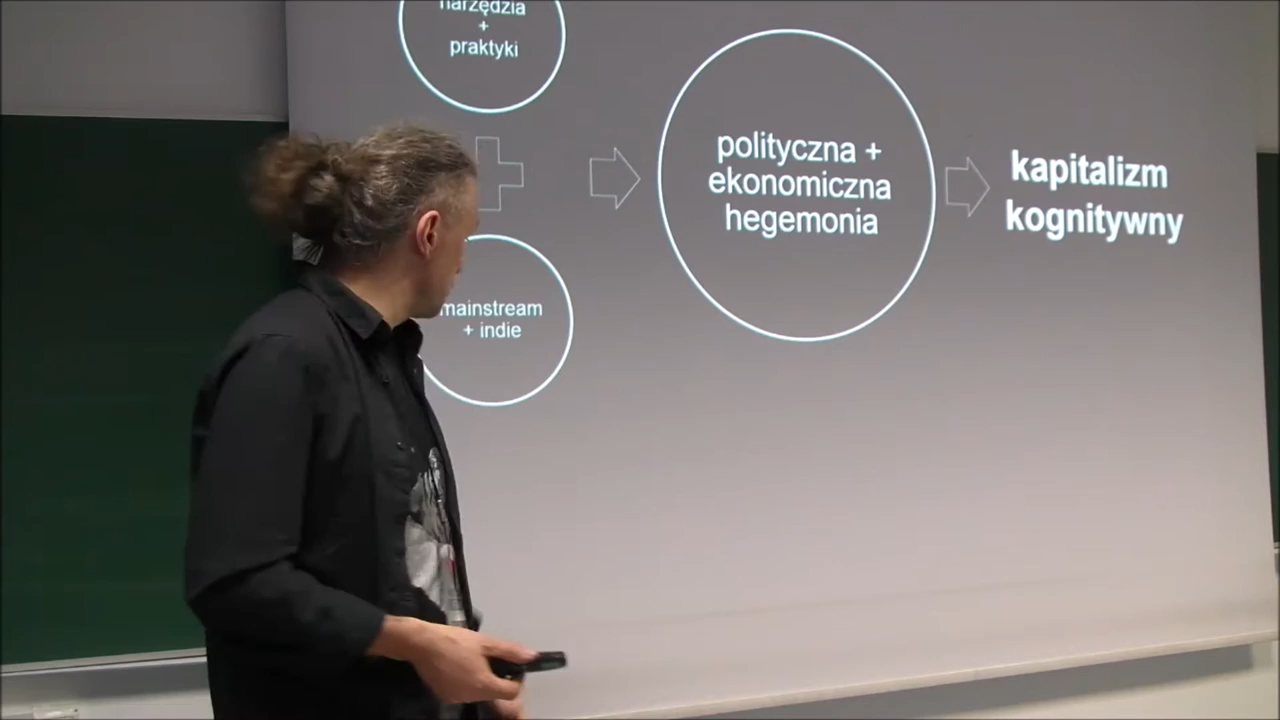 narzędzia
+
praktyki
mainstream
+ indie
polityczna +
ekonomiczna
hegemonia
kapitalizm
kognitywny